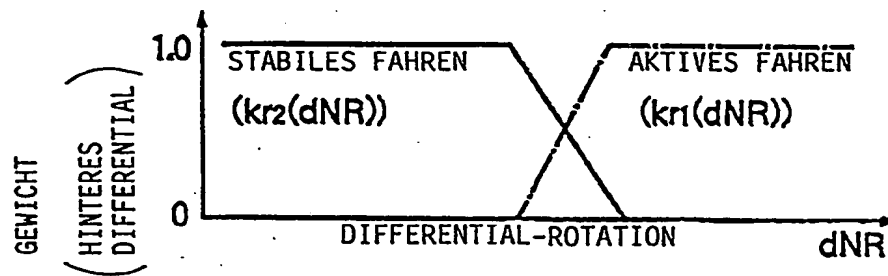 1.0
STABILES FAHREN
AKTIVES FAHREN
(kr2(dNR))
(kr1(dNR))
GEWICHT
(HINTERES
DIFFERENTIAL)
0
DIFFERENTIAL-ROTATION
dNR